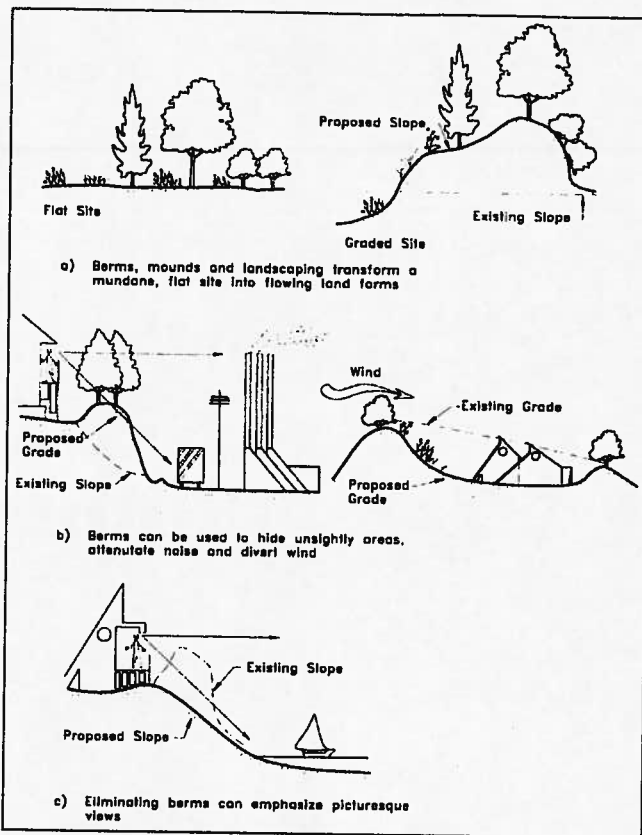 Flat Site
Proposed Slope
Existing Slope
Graded Site
a) Berms, mounds and landscaping transform a
mundane, flat site into flowing land forms
Proposed
Grade
Existing Slope
Wind
Existing Grade
Proposed
Grade
b) Berms can be used to hide unsightly areas,
attenutate noise and divert wind
Existing Slope
Proposed Slope
c) Eliminating berms can emphasize picturesque
views